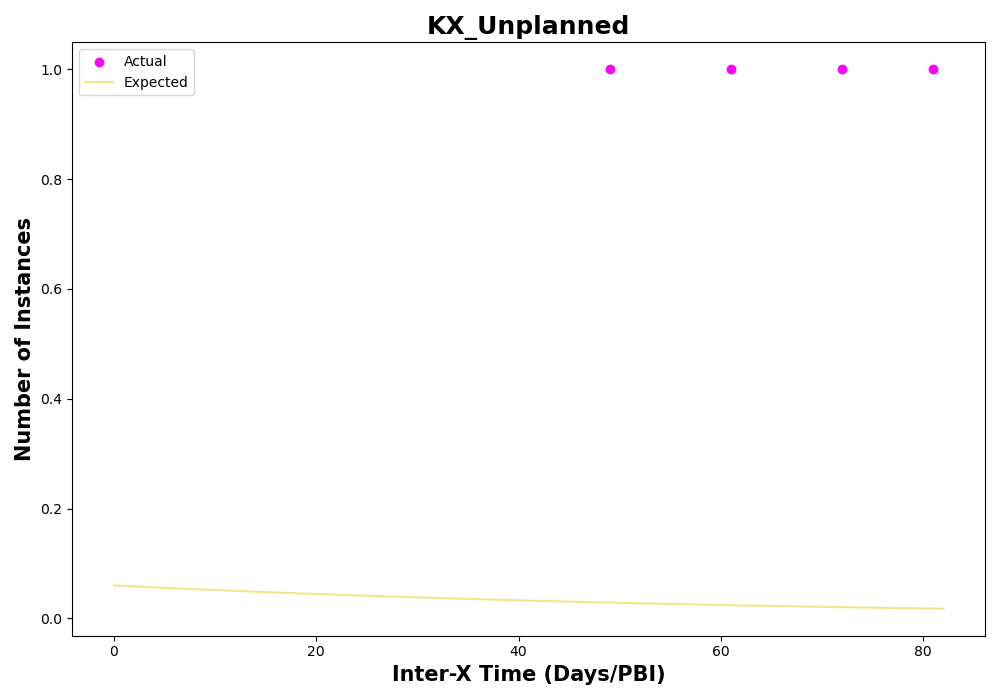 KX_Unplanned
Actual
Expected
1.0
0.8
0.6
0.4
0.2
0.0
Number of Instances
0 20 40 60 80
Inter-X Time (Days/PBI)